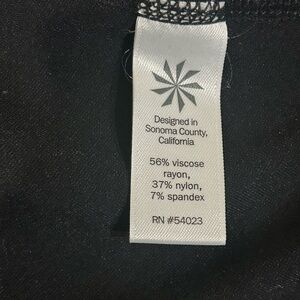 Designed in
Sonoma County,
California
56% viscose
rayon,
37% nylon,
7% spandex
RN #54023